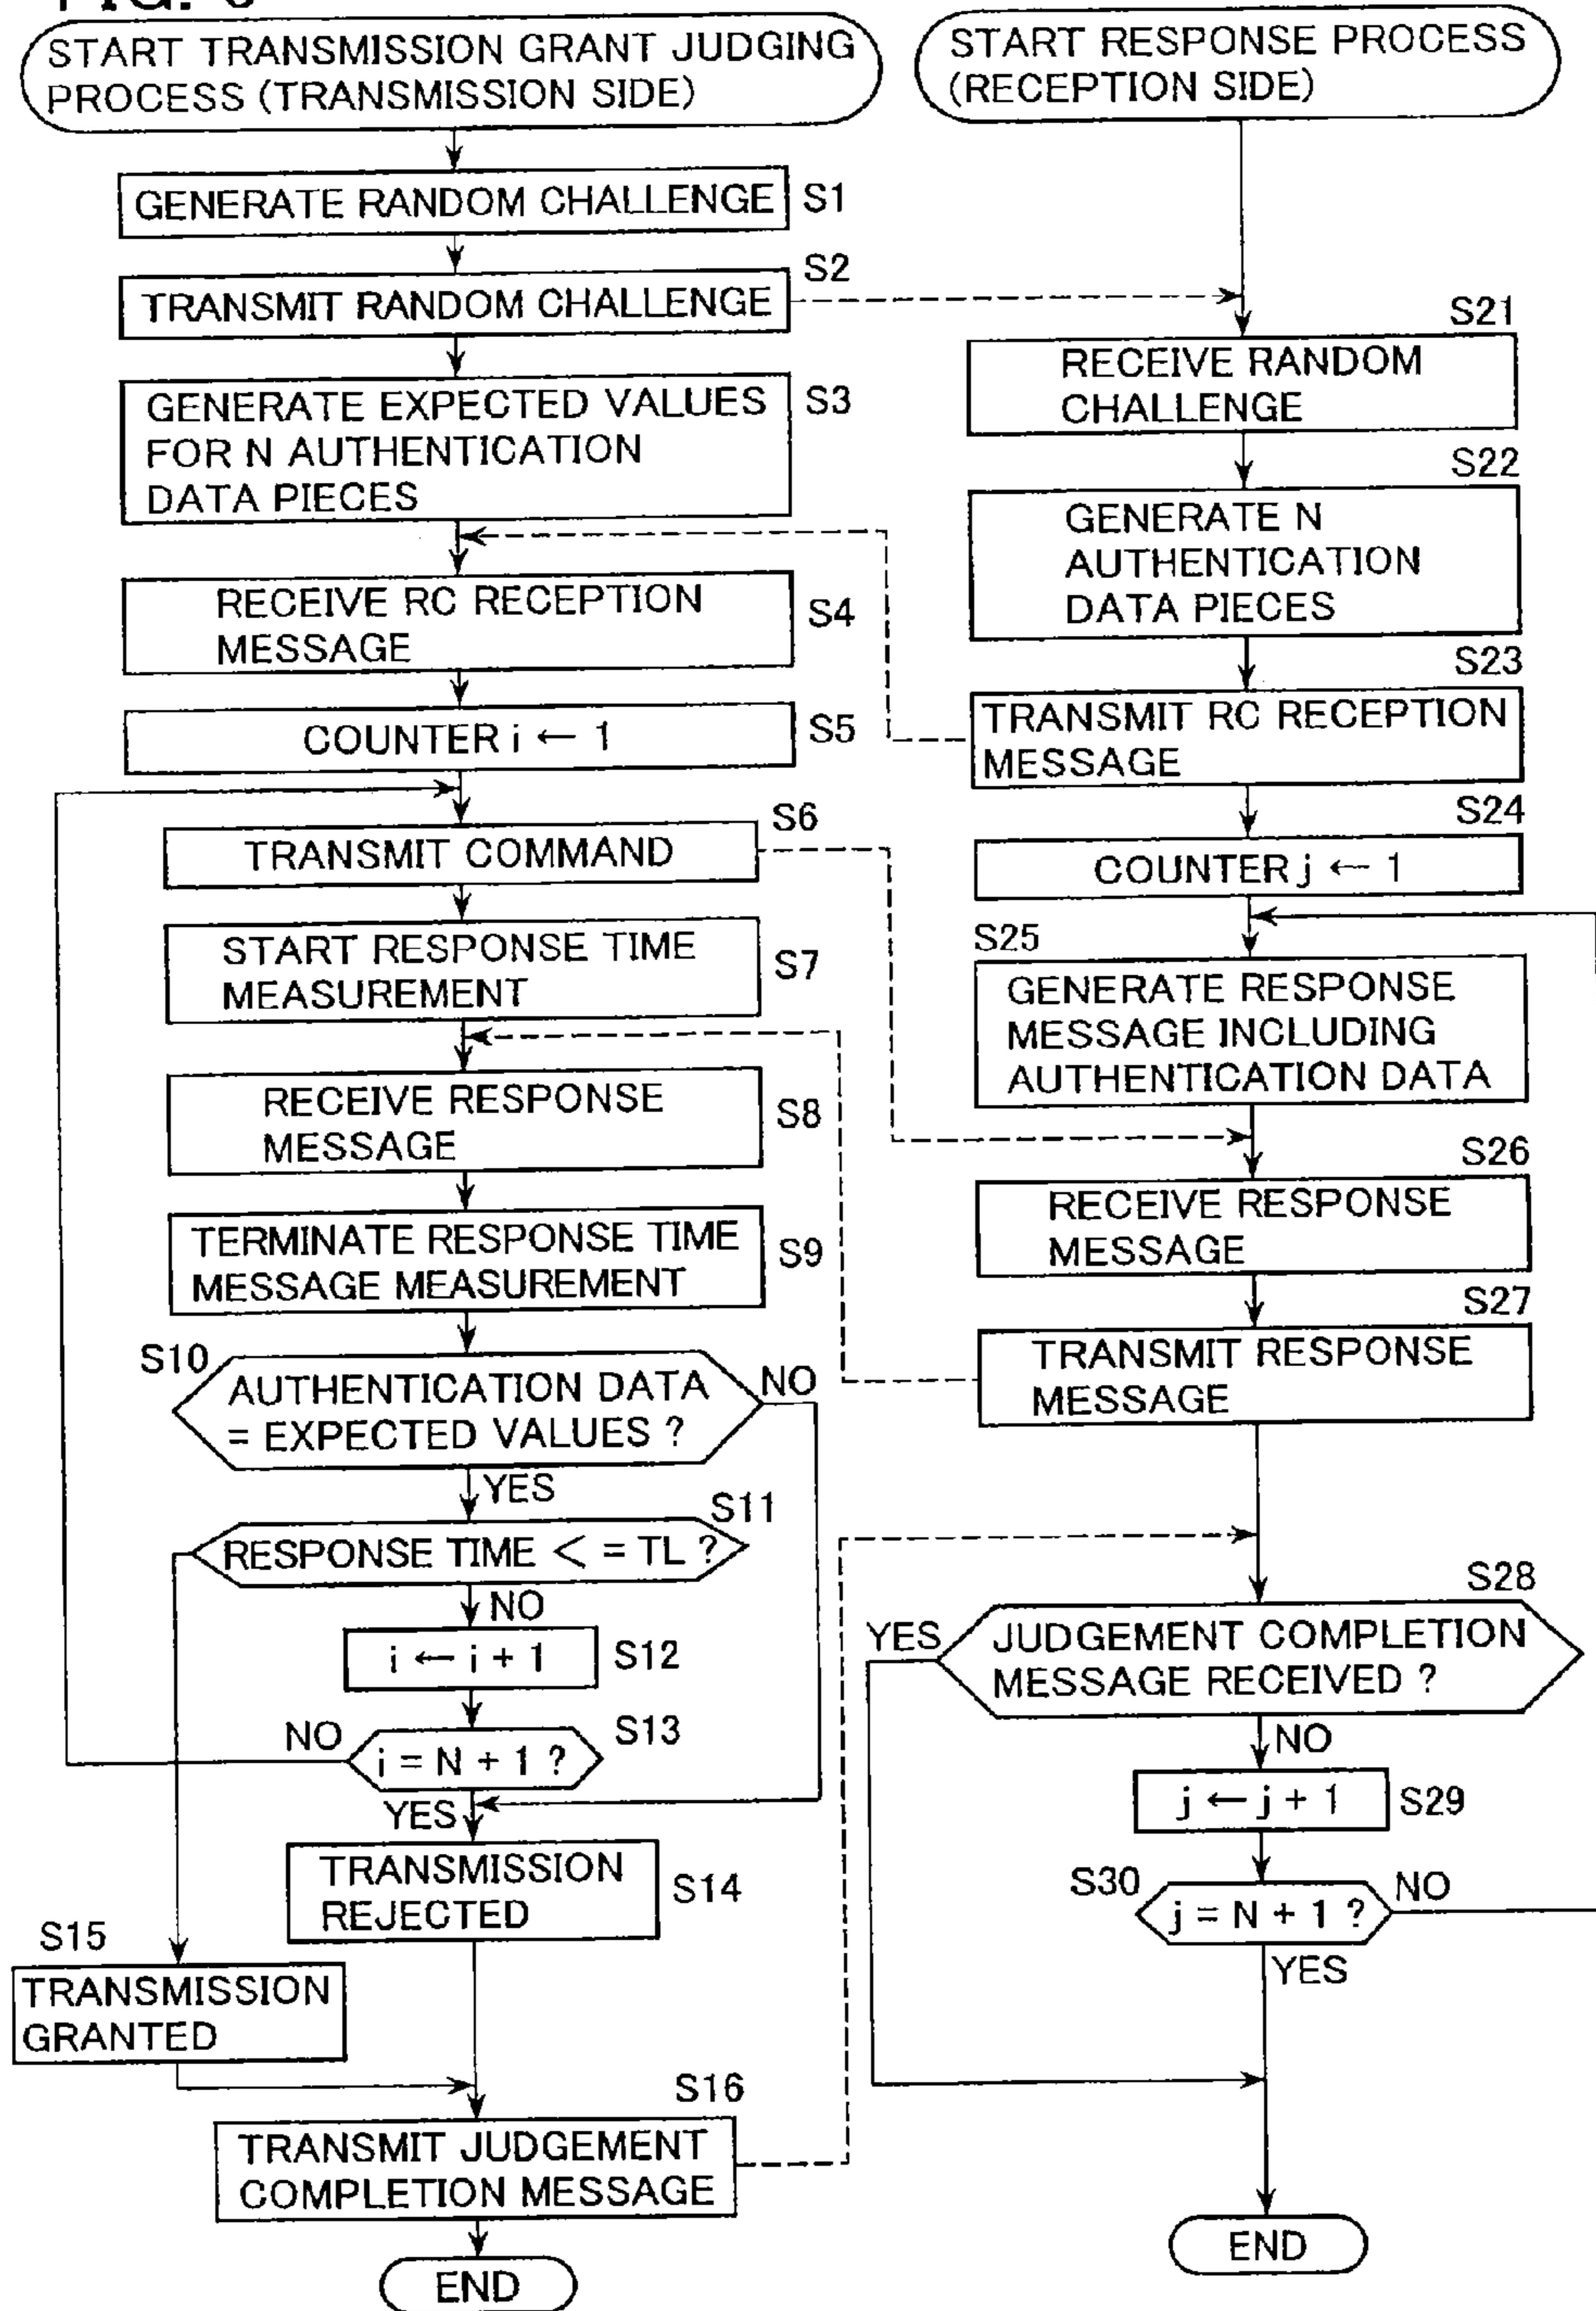 START TRANSMISSION GRANT JUDGING
PROCESS (TRANSMISSION SIDE)
GENERATE RANDOM CHALLENGE
S1
TRANSMIT RANDOM CHALLENGE
S2
GENERATE EXPECTED VALUES
FOR N AUTHENTICATION
DATA PIECES
S3
RECEIVE RC RECEPTION
MESSAGE
S4
COUNTER i ← 1
S5
TRANSMIT COMMAND
S6
START RESPONSE TIME
MEASUREMENT
S7
RECEIVE RESPONSE
MESSAGE
S8
TERMINATE RESPONSE TIME
MESSAGE MEASUREMENT
S9
S10
AUTHENTICATION DATA
= EXPECTED VALUES ?
NO
YES
S11
RESPONSE TIME < = TL ?
NO
i ← i + 1
S12
NO
i = N + 1 ?
S13
YES
TRANSMISSION
REJECTED
S14
S15
TRANSMISSION
GRANTED
S16
TRANSMIT JUDGEMENT
COMPLETION MESSAGE
END
START RESPONSE PROCESS
(RECEPTION SIDE)
S21
RECEIVE RANDOM
CHALLENGE
S22
GENERATE N
AUTHENTICATION
DATA PIECES
S23
TRANSMIT RC RECEPTION
MESSAGE
S24
COUNTER j ← 1
S25
GENERATE RESPONSE
MESSAGE INCLUDING
AUTHENTICATION DATA
S26
RECEIVE RESPONSE
MESSAGE
S27
TRANSMIT RESPONSE
MESSAGE
S28
YES
JUDGEMENT COMPLETION
MESSAGE RECEIVED ?
NO
j ← j + 1
S29
S30
j = N + 1 ?
NO
YES
END